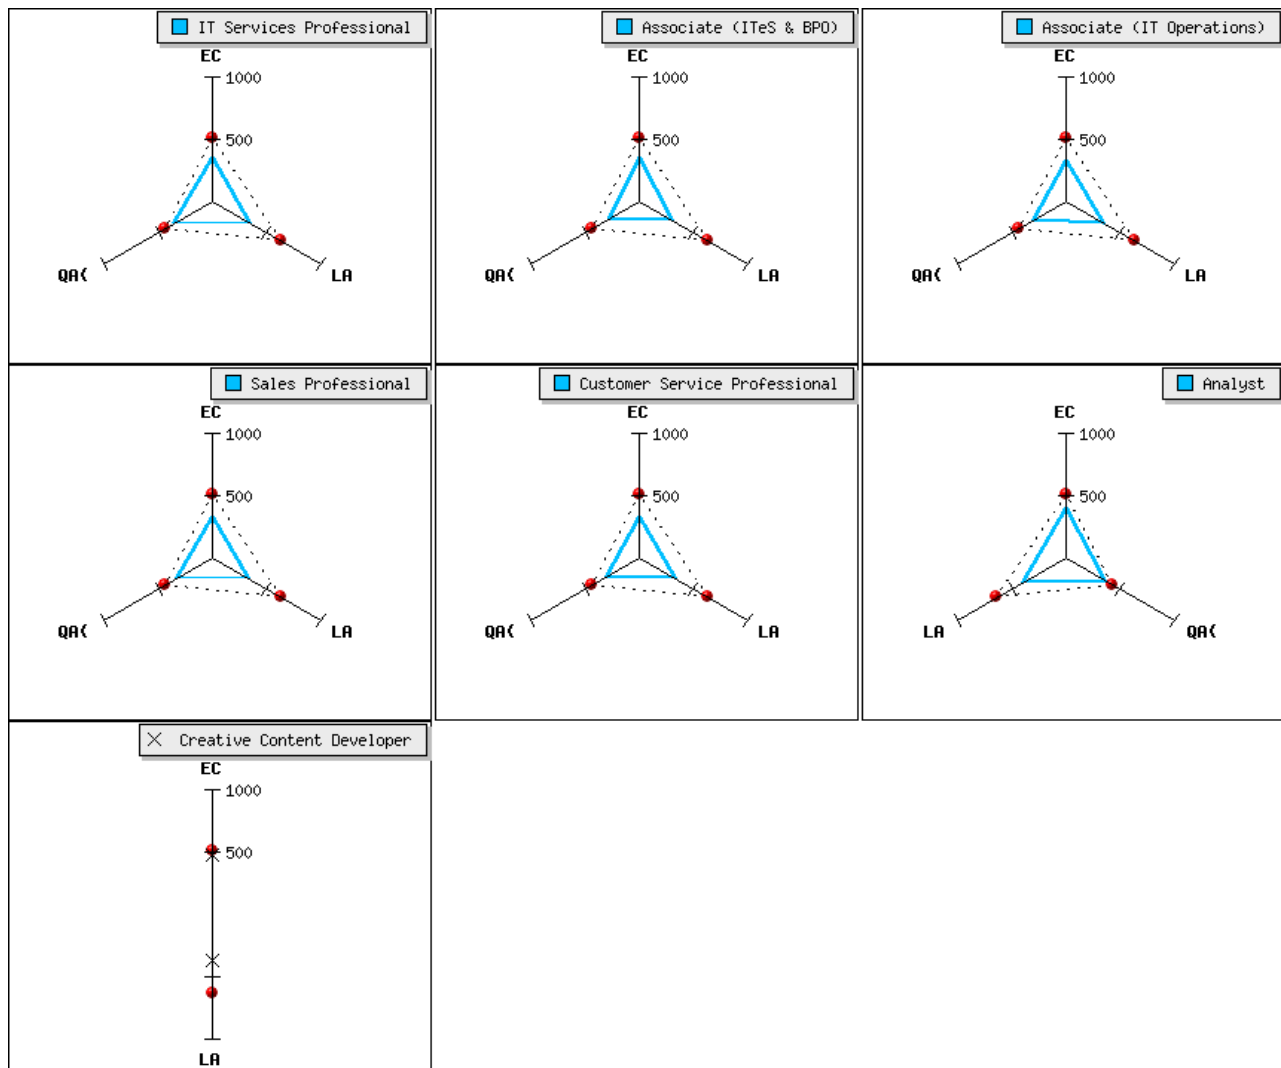 IT Services Professional
EC
1000
500
QA(
LA
Associate (ITeS & BPO)
EC
1000
500
QA(
LA
Associate (IT Operations)
EC
1000
500
QA(
LA
Sales Professional
EC
1000
500
QA(
LA
Customer Service Professional
EC
1000
500
QA(
LA
Analyst
EC
1000
500
LA
QA(
Creative Content Developer
EC
1000
500
LA